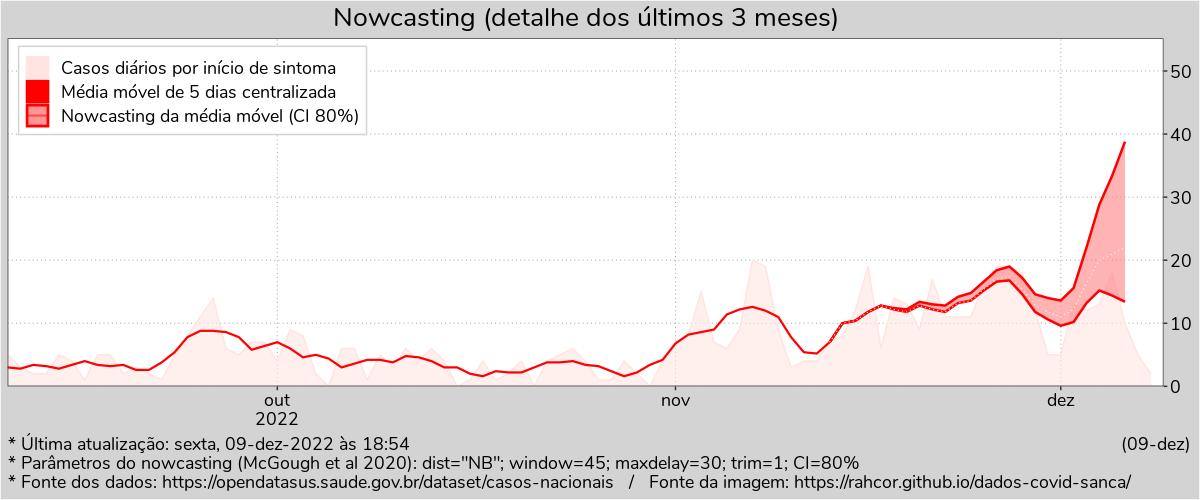 Nowcasting (detalhe dos últimos 3 meses)
Casos diários por início de sintoma
Média móvel de 5 dias centralizada
Nowcasting da média móvel (CI 80%)
50
40
30
20
10
0
out
2022
nov
dez
* Última atualização: sexta, 09-dez-2022 às 18:54
(09-dez)
* Parâmetros do nowcasting (McGough et al 2020): dist="NB"; window=45; maxdelay=30; trim=1; CI=80%
* Fonte dos dados: https://opendatasus.saude.gov.br/dataset/casos-nacionais / Fonte da imagem: https://rahcor.github.io/dados-covid-sanca/